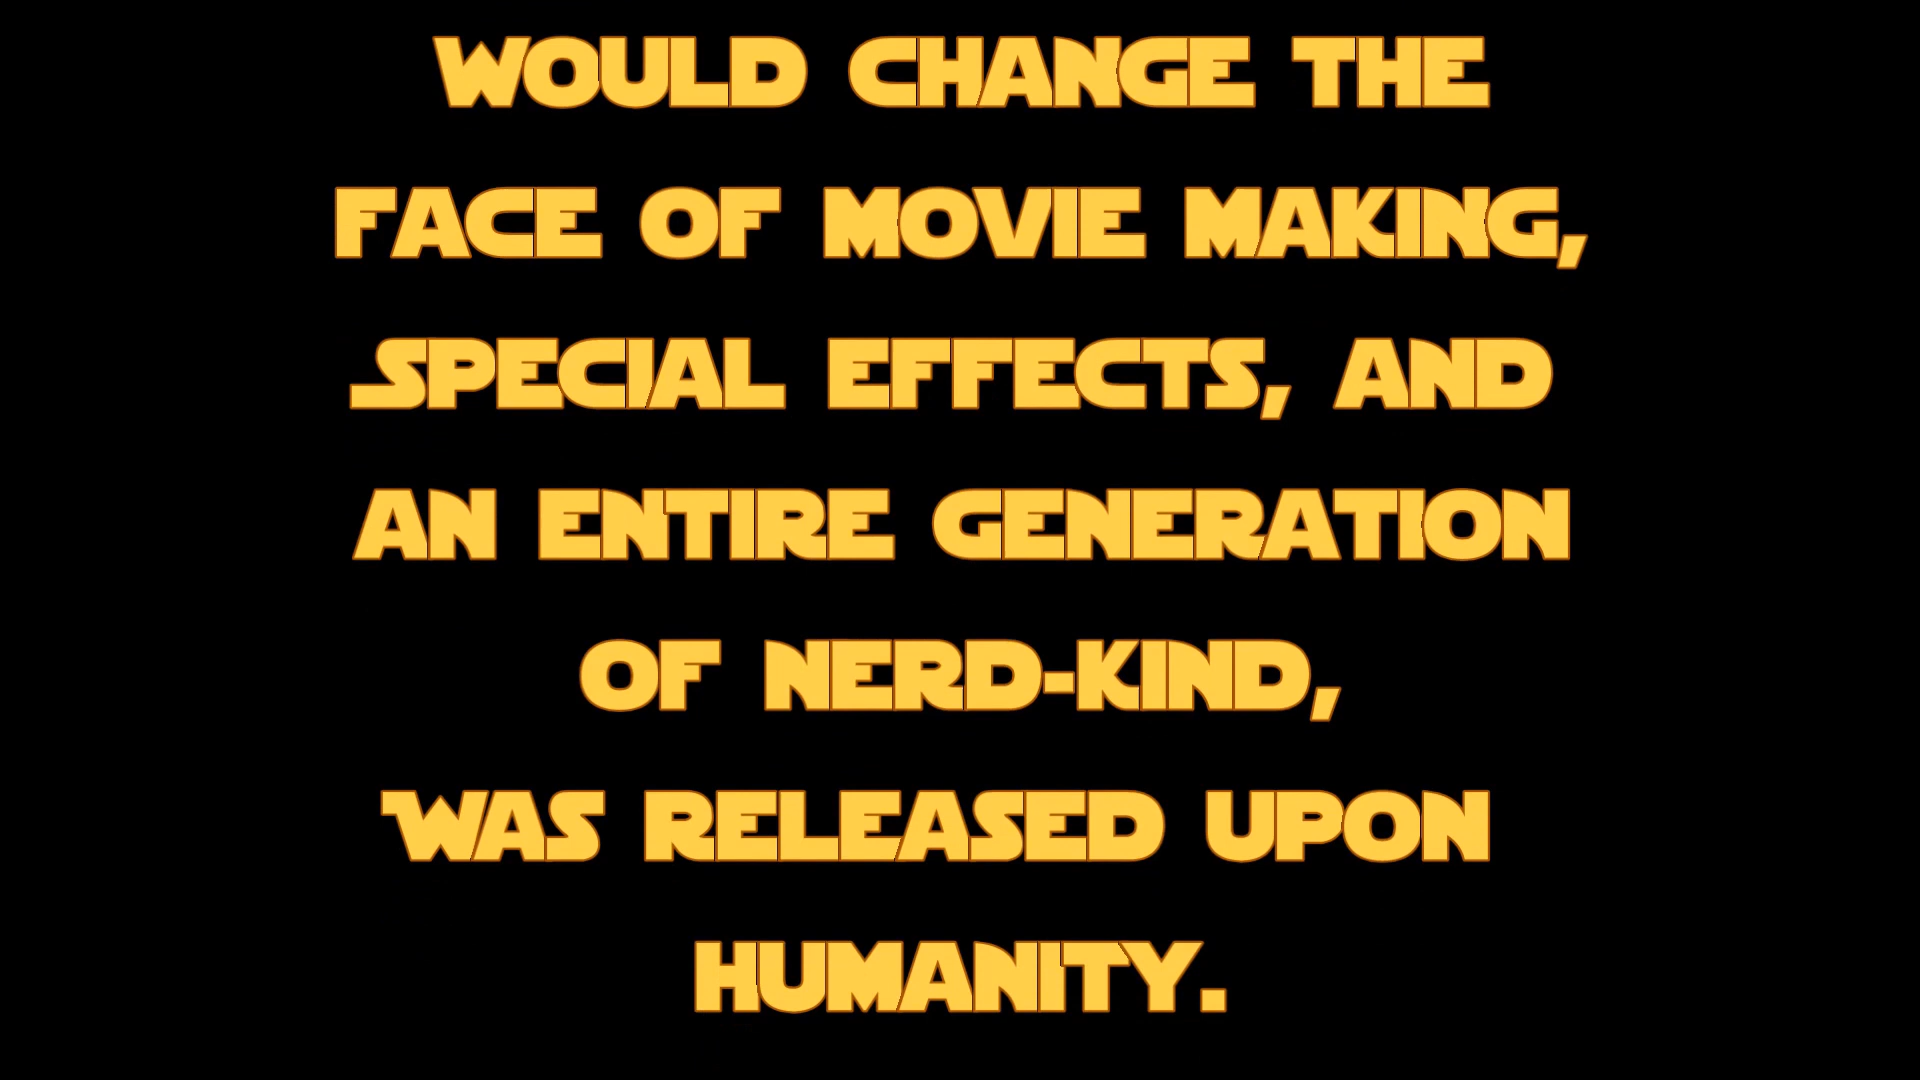 WOULD CHANGE THE
FACE OF MOVIE MAKING,
SPECIAL EFFECTS, AND
AN ENTIRE GENERATION
OF NERD-KIND,
WAS RELEASED UPON
HUMANITY.